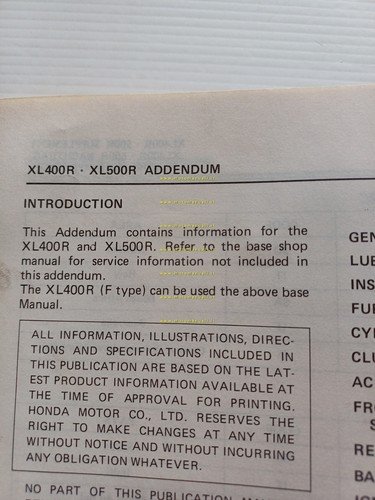 XL400R · XL500R ADDENDUM
INTRODUCTION
This Addendum contains information for the
XL400R and XL500R. Refer to the base shop
manual for service information not included in
this addendum.
The XL400R (F type) can be used the above base
Manual.
ALL INFORMATION, ILLUSTRATIONS, DIREC-
TIONS AND SPECIFICATIONS INCLUDED IN
THIS PUBLICATION ARE BASED ON THE LAT-
EST PRODUCT INFORMATION AVAILABLE AT
THE TIME OF APPROVAL FOR PRINTING.
HONDA MOTOR CO., LTD. RESERVES THE
RIGHT TO MAKE CHANGES AT ANY TIME
WITHOUT NOTICE AND WITHOUT INCURRING
ANY OBLIGATION WHATEVER.
NO PART OF THIS PUBLICATION MAY
GEN
LUB
INS
FU
CY
CL
AC
FR
S
RE
BA